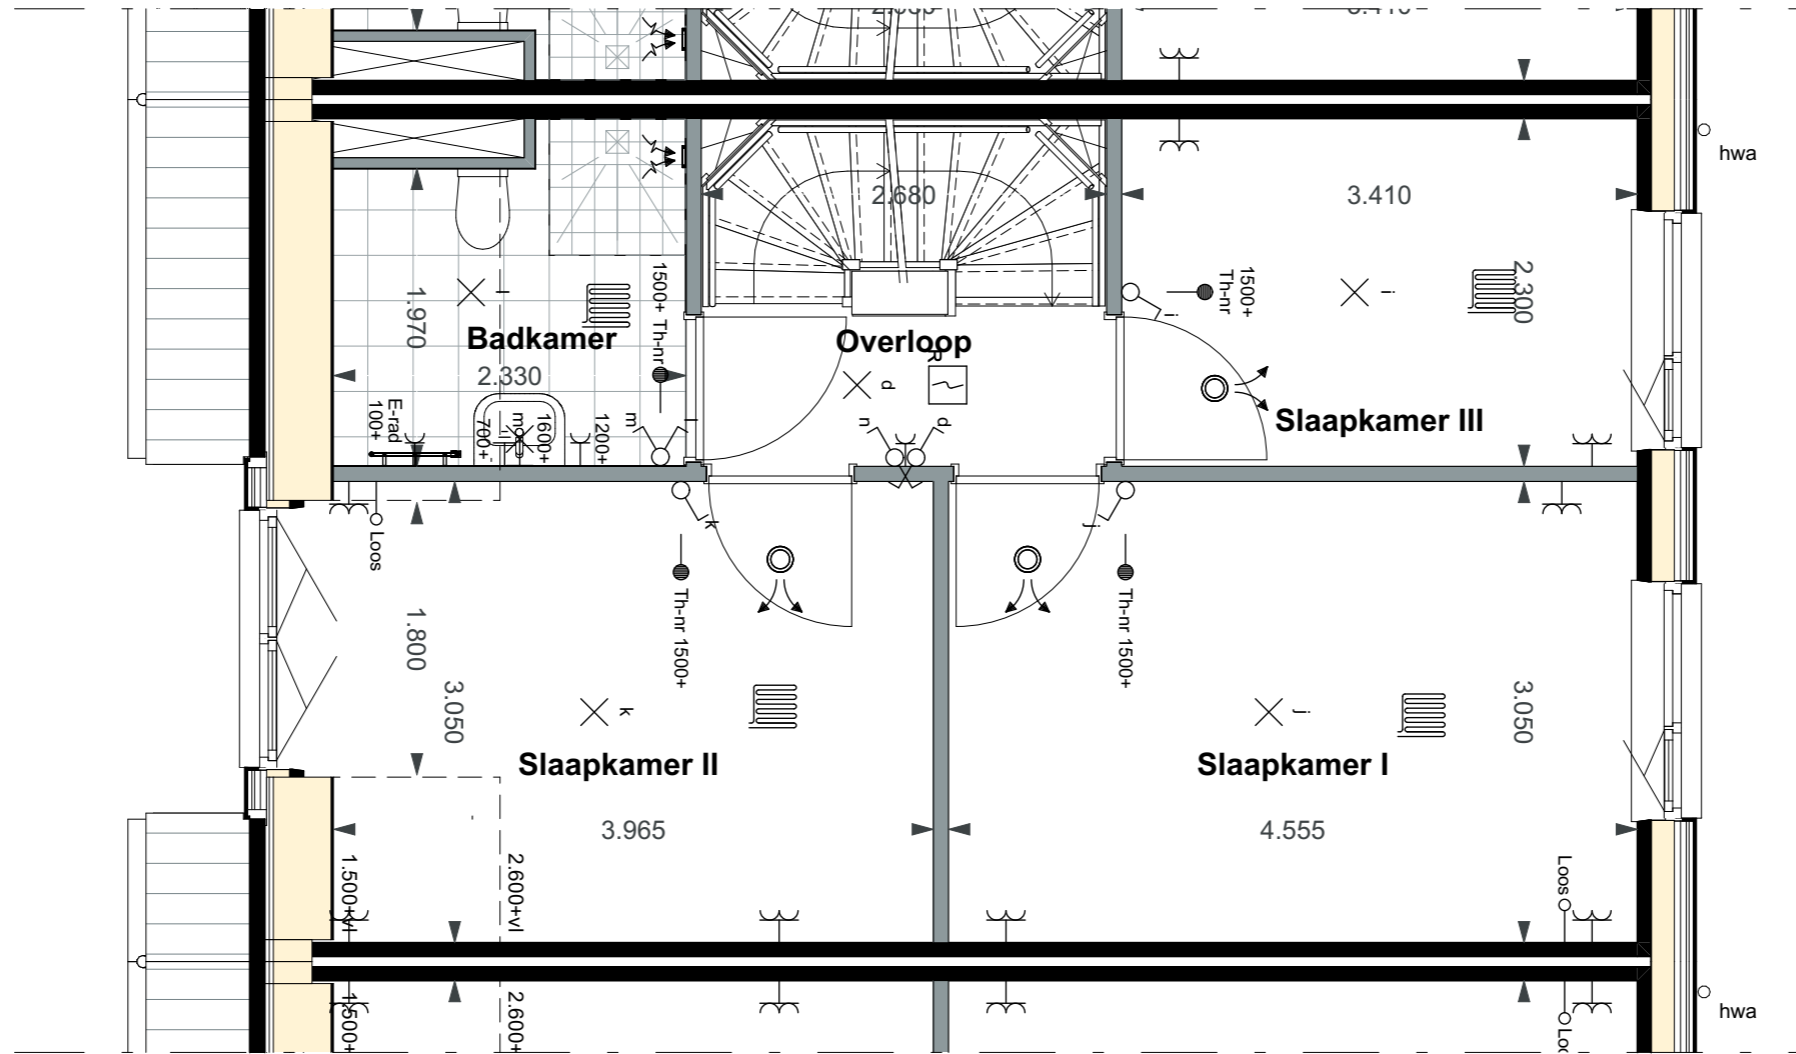 hwa
2.680
3.410
1500+ Th-nr
1500+
Th-nr
i
i
l
2.300
1.970
Badkamer
Overloop
R
2.330
d
Slaapkamer III
E-rad
100+
700+
1600+
1200+
m
l
n
d
k
j
Loos
Th-nr 1500+
Th-nr 1500+
1.800
3.050
3.050
k
j
Slaapkamer II
Slaapkamer I
3.965
4.555
1.500+vl
2.600+vl
Loos
hwa
2.600+